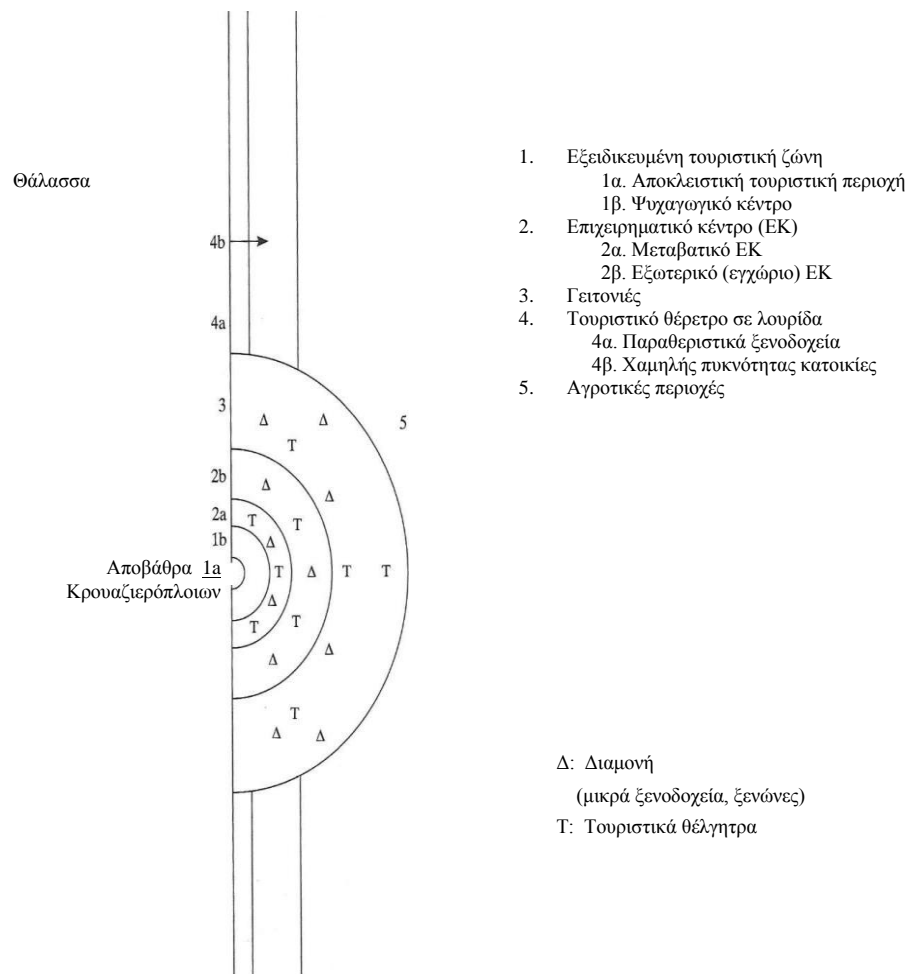 Θάλασσα
1. Εξειδικευμένη τουριστική ζώνη
1α. Αποκλειστική τουριστική περιοχή
1β. Ψυχαγωγικό κέντρο
2. Επιχειρηματικό κέντρο (ΕΚ)
2α. Μεταβατικό ΕΚ
2β. Εξωτερικό (εγχώριο) ΕΚ
3. Γειτονιές
4. Τουριστικό θέρετρο σε λουρίδα
4α. Παραθεριστικά ξενοδοχεία
4β. Χαμηλής πυκνότητας κατοικίες
5. Αγροτικές περιοχές
4b
4a
3 Δ Δ 5
T
2b Δ Δ
2a T T
1b Δ
Αποβάθρα 1a T Δ T T
Κρουαζιερόπλοιων
Δ
T T
Δ Δ
T
Δ Δ
Δ: Διαμονή
(μικρά ξενοδοχεία, ξενώνες)
Τ: Τουριστικά θέλγητρα